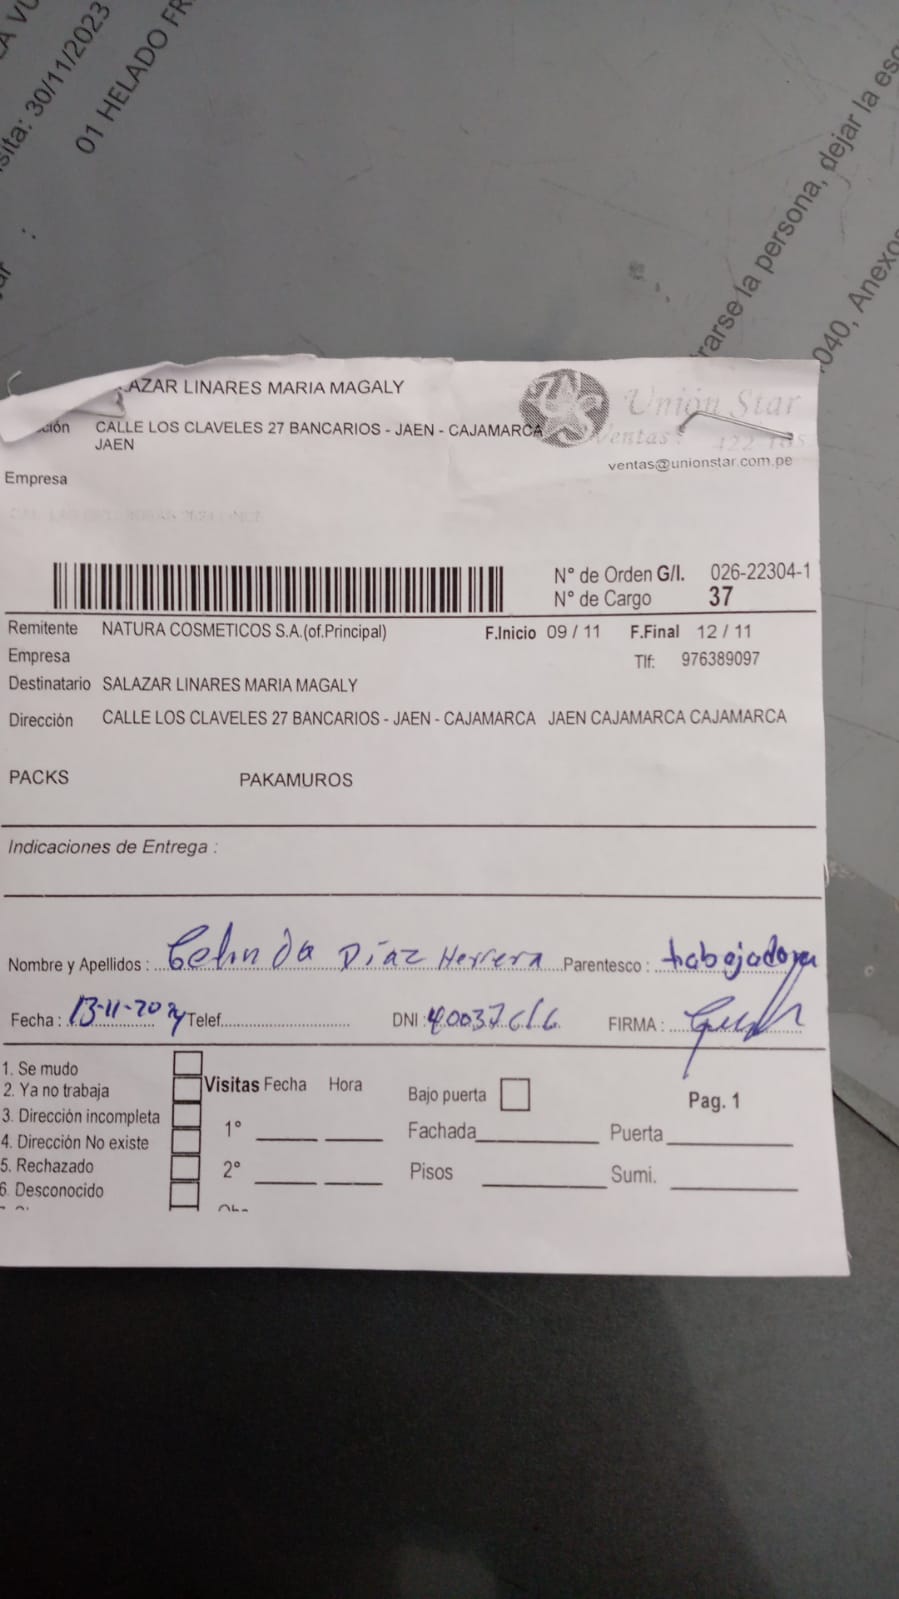 sita: 30/11/2023
01 HELADO FR
rarse la persona, dejar la esq
040, Anexos
AZAR LINARES MARIA MAGALY
Unión Star
ción CALLE LOS CLAVELES 27 BANCARIOS - JAEN - CAJAMARCA
JAEN
Ventas:
ventas@unionstar.com.pe
Empresa
N° de Orden G/I. 026-22304-1
N° de Cargo 37
Remitente NATURA COSMETICOS S.A.(of.Principal) F.Inicio 09 / 11 F.Final 12 / 11
Empresa Tlf: 976389097
Destinatario SALAZAR LINARES MARIA MAGALY
Dirección CALLE LOS CLAVELES 27 BANCARIOS - JAEN - CAJAMARCA JAEN CAJAMARCA CAJAMARCA
PACKS PAKAMUROS
Indicaciones de Entrega :
Nombre y Apellidos : Celinda Díaz Herrera Parentesco : trabajadora
Fecha : 13-11-2024 Telef. DNI : FIRMA :
1. Se mudo
2. Ya no trabaja
3. Dirección incompleta
4. Dirección No existe
5. Rechazado
6. Desconocido
Visitas Fecha Hora
1°
2°
Bajo puerta
Pag. 1
Fachada Puerta
Pisos Sumi.